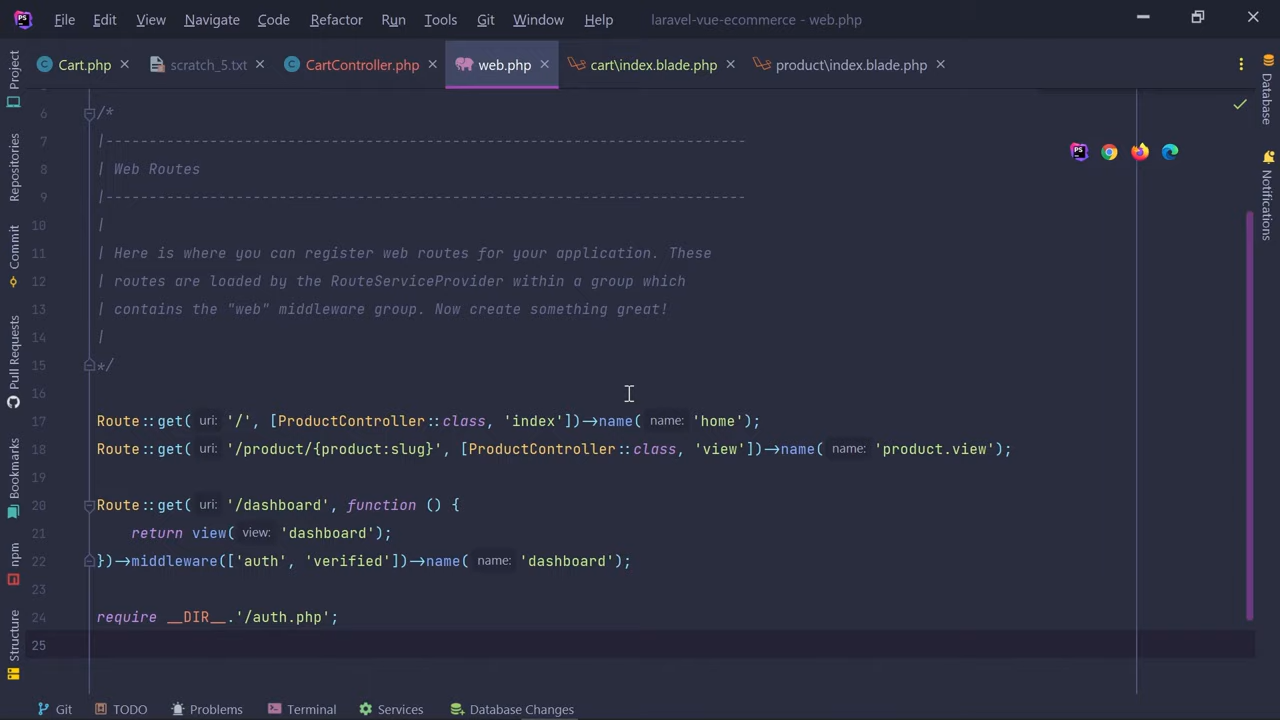 PS File Edit View Navigate Code Refactor Run Tools Git Window Help laravel-vue-ecommerce - web.php
Cart.php scratch_5.txt CartController.php web.php cart\index.blade.php product\index.blade.php
Project
Repositories
Commit
Pull Requests
Bookmarks
npm
Structure
6 /*
7 |--------------------------------------------------------------------------
8 | Web Routes
9 |--------------------------------------------------------------------------
10 |
11 | Here is where you can register web routes for your application. These
12 | routes are loaded by the RouteServiceProvider within a group which
13 | contains the "web" middleware group. Now create something great!
14 |
15 */
16
17 Route::get( uri: '/', [ProductController::class, 'index'])->name( name: 'home');
18 Route::get( uri: '/product/{product:slug}', [ProductController::class, 'view'])->name( name: 'product.view');
19
20 Route::get( uri: '/dashboard', function () {
21 return view( view: 'dashboard');
22 })->middleware(['auth', 'verified'])->name( name: 'dashboard');
23
24 require __DIR__.'/auth.php';
25
PS
Database
Notifications
Git TODO Problems Terminal Services Database Changes